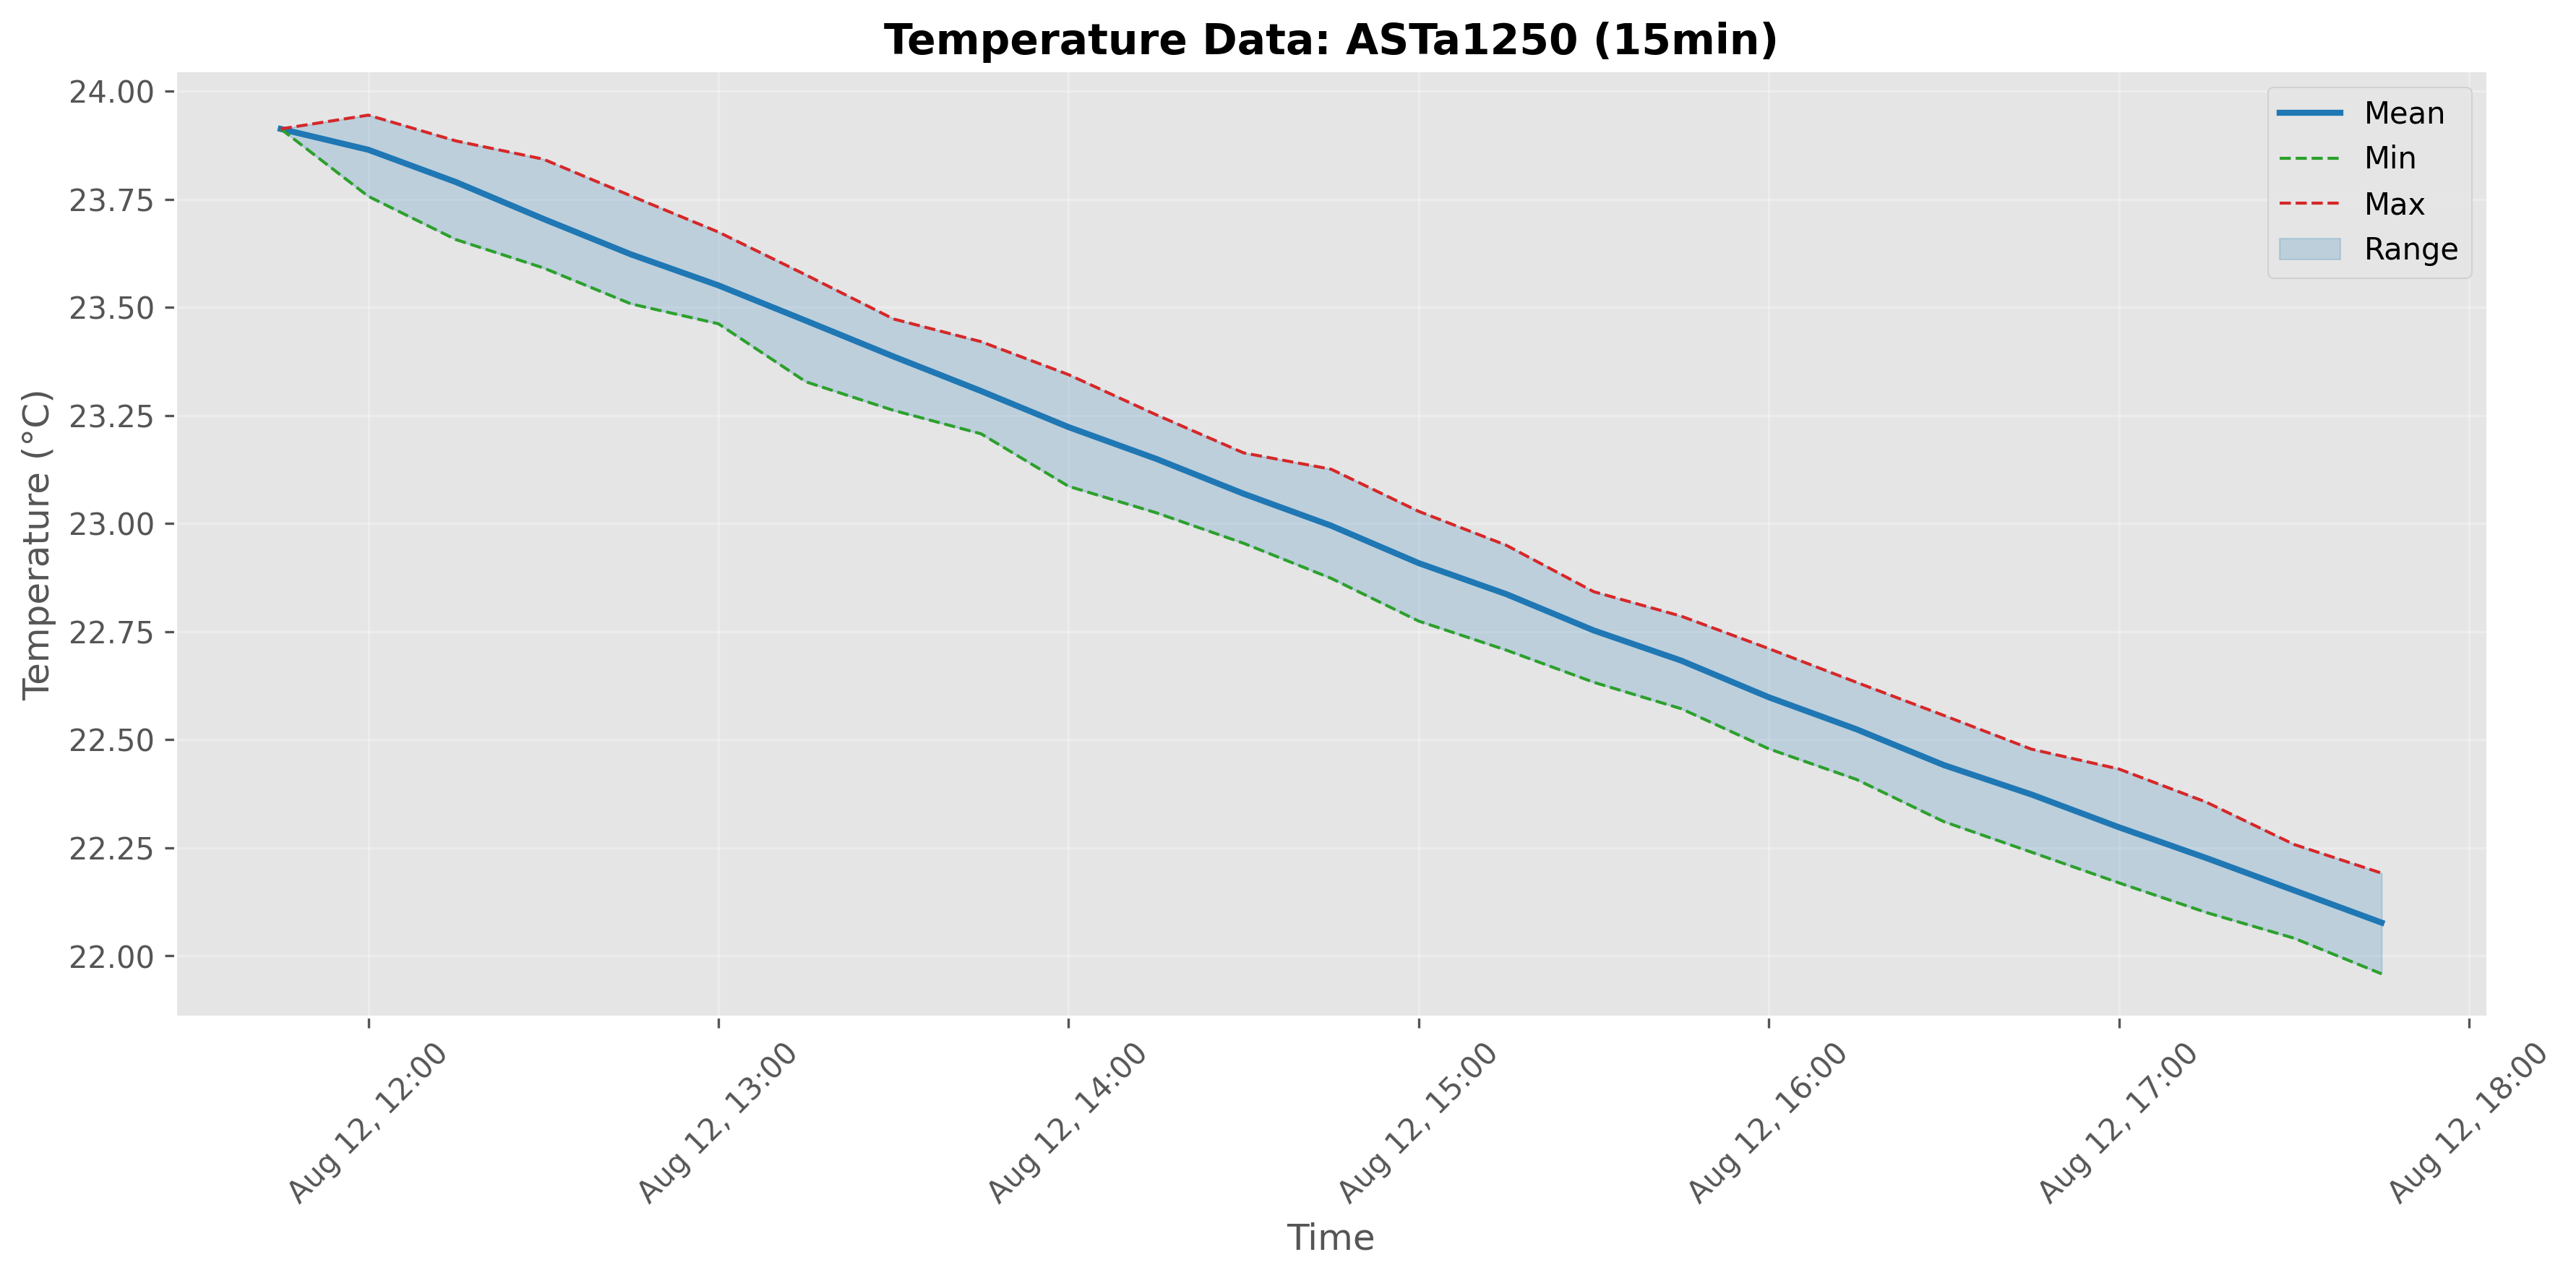 Temperature Data: ASTa1250 (15min)
Mean
Min
Max
Range
Temperature (°C)
24.00
23.75
23.50
23.25
23.00
22.75
22.50
22.25
22.00
Aug 12, 12:00
Aug 12, 13:00
Aug 12, 14:00
Aug 12, 15:00
Aug 12, 16:00
Aug 12, 17:00
Aug 12, 18:00
Time